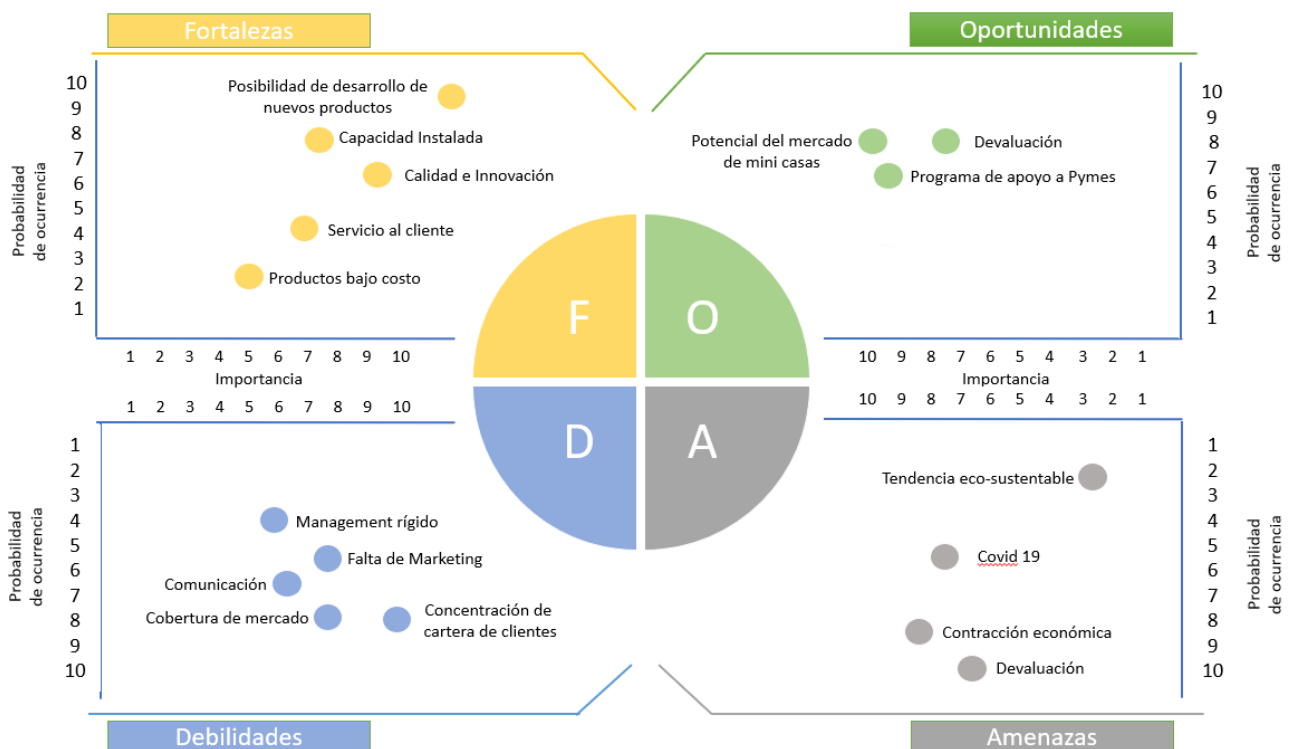 Fortalezas
Oportunidades
Probabilidad
de ocurrencia
10
9
8
7
6
5
4
3
2
1
Posibilidad de desarrollo de
nuevos productos
Capacidad Instalada
Calidad e Innovación
Servicio al cliente
Productos bajo costo
1 2 3 4 5 6 7 8 9 10
Importancia
Potencial del mercado
de mini casas
Devaluación
Programa de apoyo a Pymes
10
9
8
7
6
5
4
3
2
1
Probabilidad
de ocurrencia
10 9 8 7 6 5 4 3 2 1
Importancia
F
O
D
A
1 2 3 4 5 6 7 8 9 10
Probabilidad
de ocurrencia
1
2
3
4
5
6
7
8
9
10
Management rígido
Falta de Marketing
Comunicación
Cobertura de mercado
Concentración de
cartera de clientes
10 9 8 7 6 5 4 3 2 1
Tendencia eco-sustentable
Covid 19
Contracción económica
Devaluación
1
2
3
4
5
6
7
8
9
10
Probabilidad
de ocurrencia
Debilidades
Amenazas